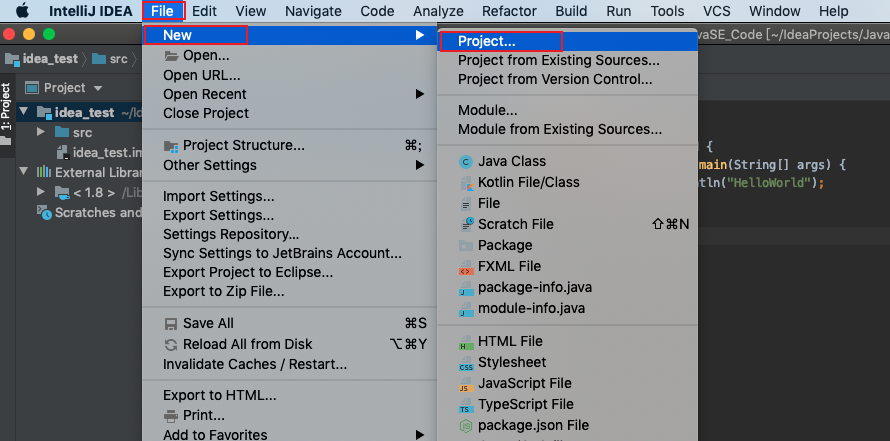 IntelliJ IDEA File Edit View Navigate Code Analyze Refactor Build Run Tools VCS Window Help
idea_test src
vaSE_Code [~/IdeaProjects/Java
1: Project
Project
idea_test ~/Id
src
idea_test.im
External Librar
< 1.8 > /Lib
Scratches and
New
Open...
Open URL...
Open Recent
Close Project
Project Structure... ⌘;
Other Settings
Import Settings...
Export Settings...
Settings Repository...
Sync Settings to JetBrains Account...
Export Project to Eclipse...
Export to Zip File...
Save All ⌘S
Reload All from Disk ⌥⌘Y
Invalidate Caches / Restart...
Export to HTML...
Print...
Add to Favorites
Project...
Project from Existing Sources...
Project from Version Control...
Module...
Module from Existing Sources...
Java Class
Kotlin File/Class
File
Scratch File ⇧⌘N
Package
FXML File
package-info.java
module-info.java
HTML File
Stylesheet
JavaScript File
TypeScript File
package.json File
) {
main(String[] args) {
tln("HelloWorld");